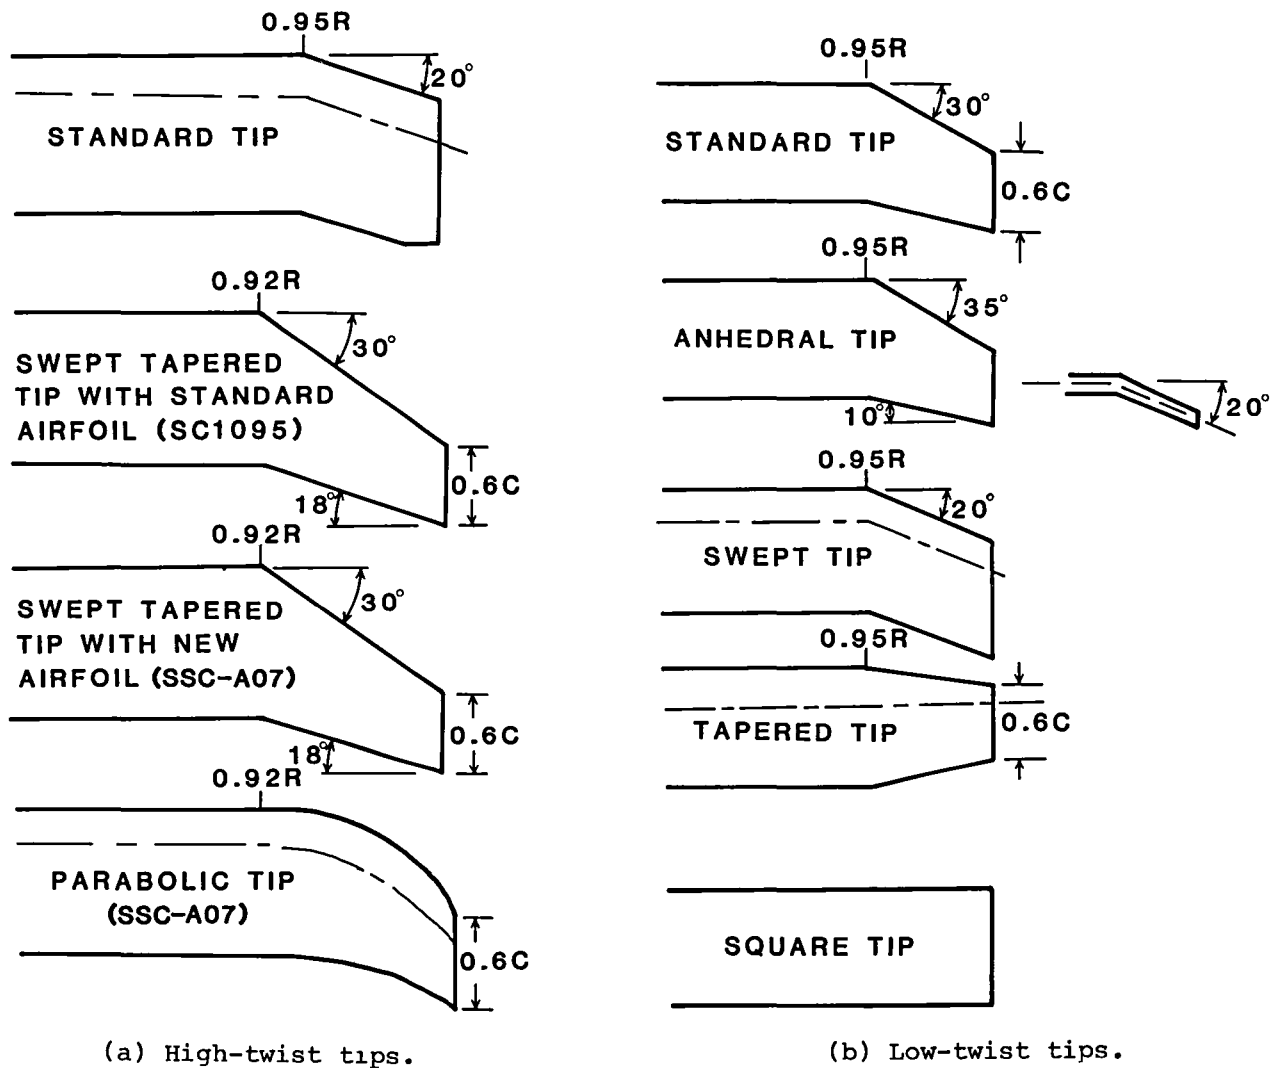 0.95R
20°
STANDARD TIP
0.92R
30°
SWEPT TAPERED
TIP WITH STANDARD
AIRFOIL (SC1095)
0.6C
18°
0.92R
30°
SWEPT TAPERED
TIP WITH NEW
AIRFOIL (SSC-A07)
0.6C
18°
0.92R
PARABOLIC TIP
(SSC-A07)
0.6C
(a) High-twist tips.
0.95R
30°
STANDARD TIP
0.6C
0.95R
35°
ANHEDRAL TIP
10°
20°
0.95R
20°
SWEPT TIP
0.95R
0.6C
TAPERED TIP
SQUARE TIP
(b) Low-twist tips.